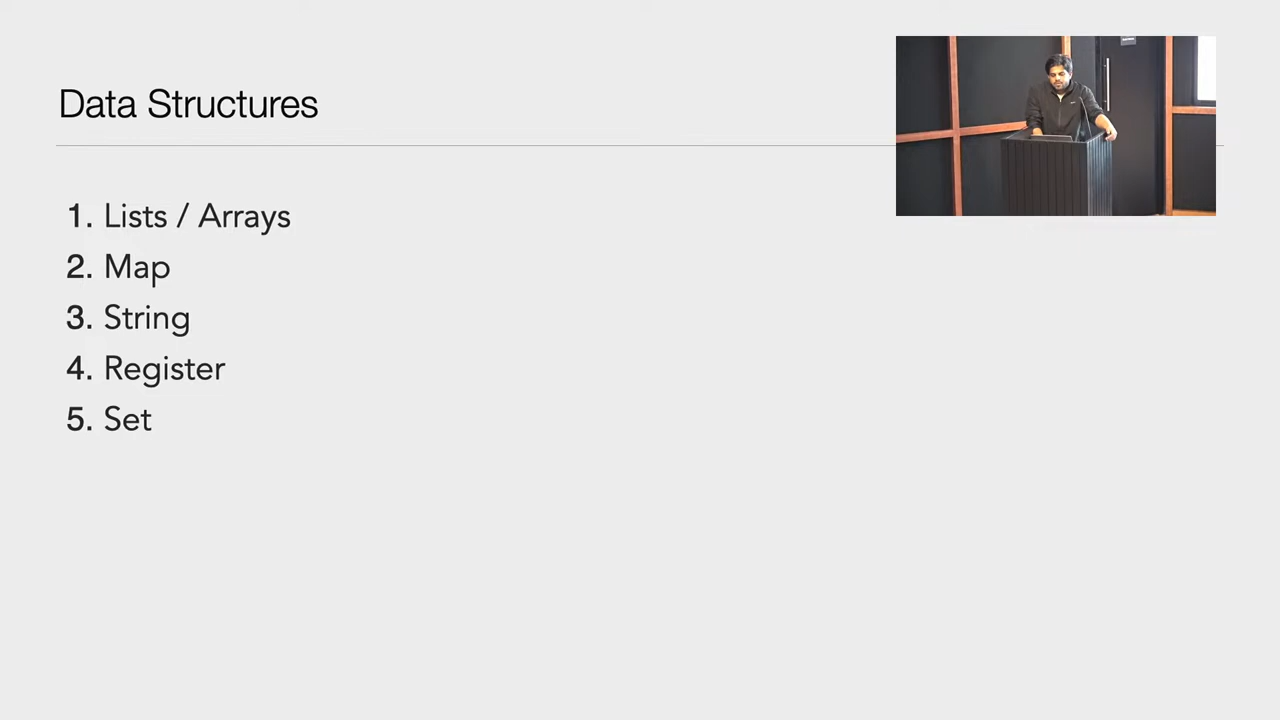 Data Structures
1. Lists / Arrays
2. Map
3. String
4. Register
5. Set